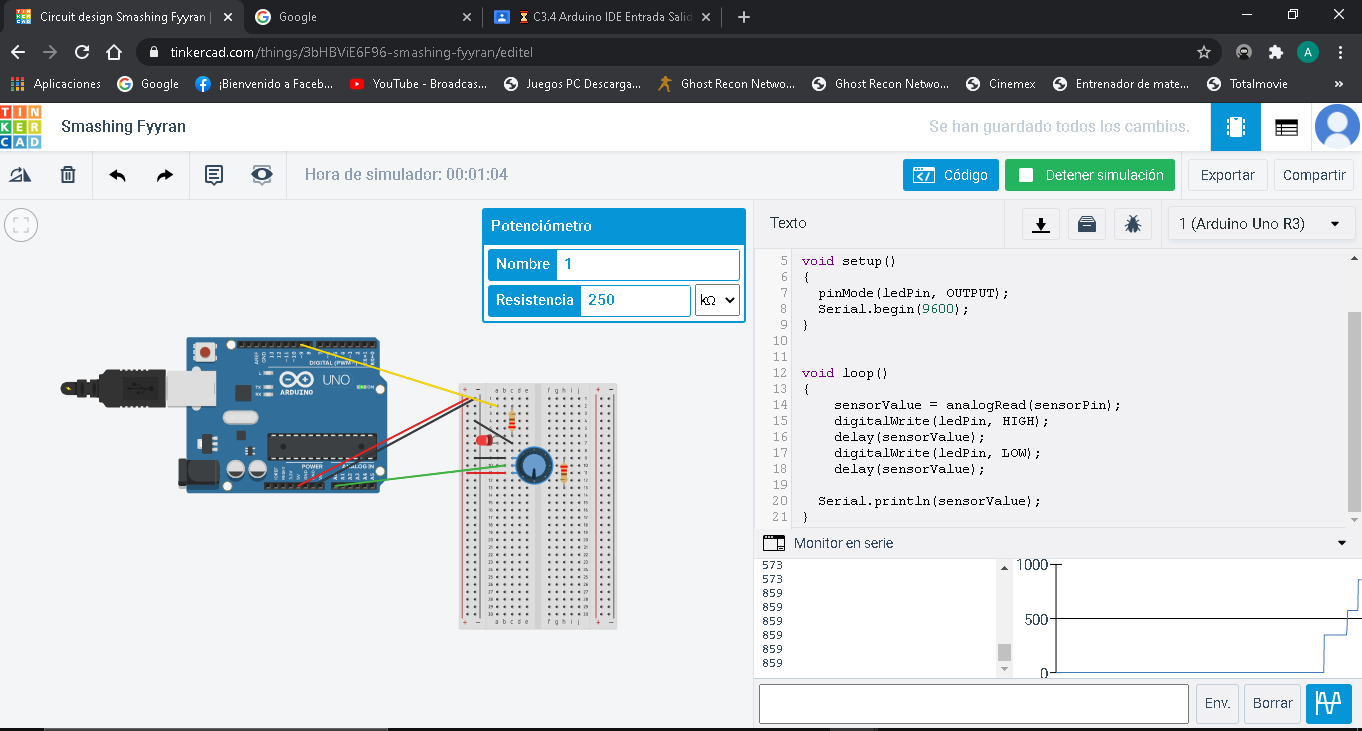 Circuit design Smashing Fyyran |
Google
C3.4 Arduino IDE Entrada Salid
tinkercad.com/things/3bHBViE6F96-smashing-fyyran/editel
A
Aplicaciones
Google
¡Bienvenido a Faceb...
YouTube - Broadcas...
Juegos PC Descarga...
Ghost Recon Netwo...
Ghost Recon Netwo...
Cinemex
Entrenador de mate...
Totalmovie
»
TIN
KER
CAD
Smashing Fyyran
Se han guardado todos los cambios.
Hora de simulador: 00:01:04
Código
Detener simulación
Exportar
Compartir
Potenciómetro
Nombre 1
Resistencia 250 kΩ
Texto
1 (Arduino Uno R3)
5 void setup()
6 {
7 pinMode(ledPin, OUTPUT);
8 Serial.begin(9600);
9 }
10
11
12 void loop()
13 {
14 sensorValue = analogRead(sensorPin);
15 digitalWrite(ledPin, HIGH);
16 delay(sensorValue);
17 digitalWrite(ledPin, LOW);
18 delay(sensorValue);
19
20 Serial.println(sensorValue);
21 }
DIGITAL (PWM~)
UNO
ARDUINO
TX
RX
L
ON
POWER
ANALOG IN
a b c d e f g h i j
a b c d e f g h i j
Monitor en serie
573
573
859
859
859
859
859
859
1000
500
0
Env.
Borrar